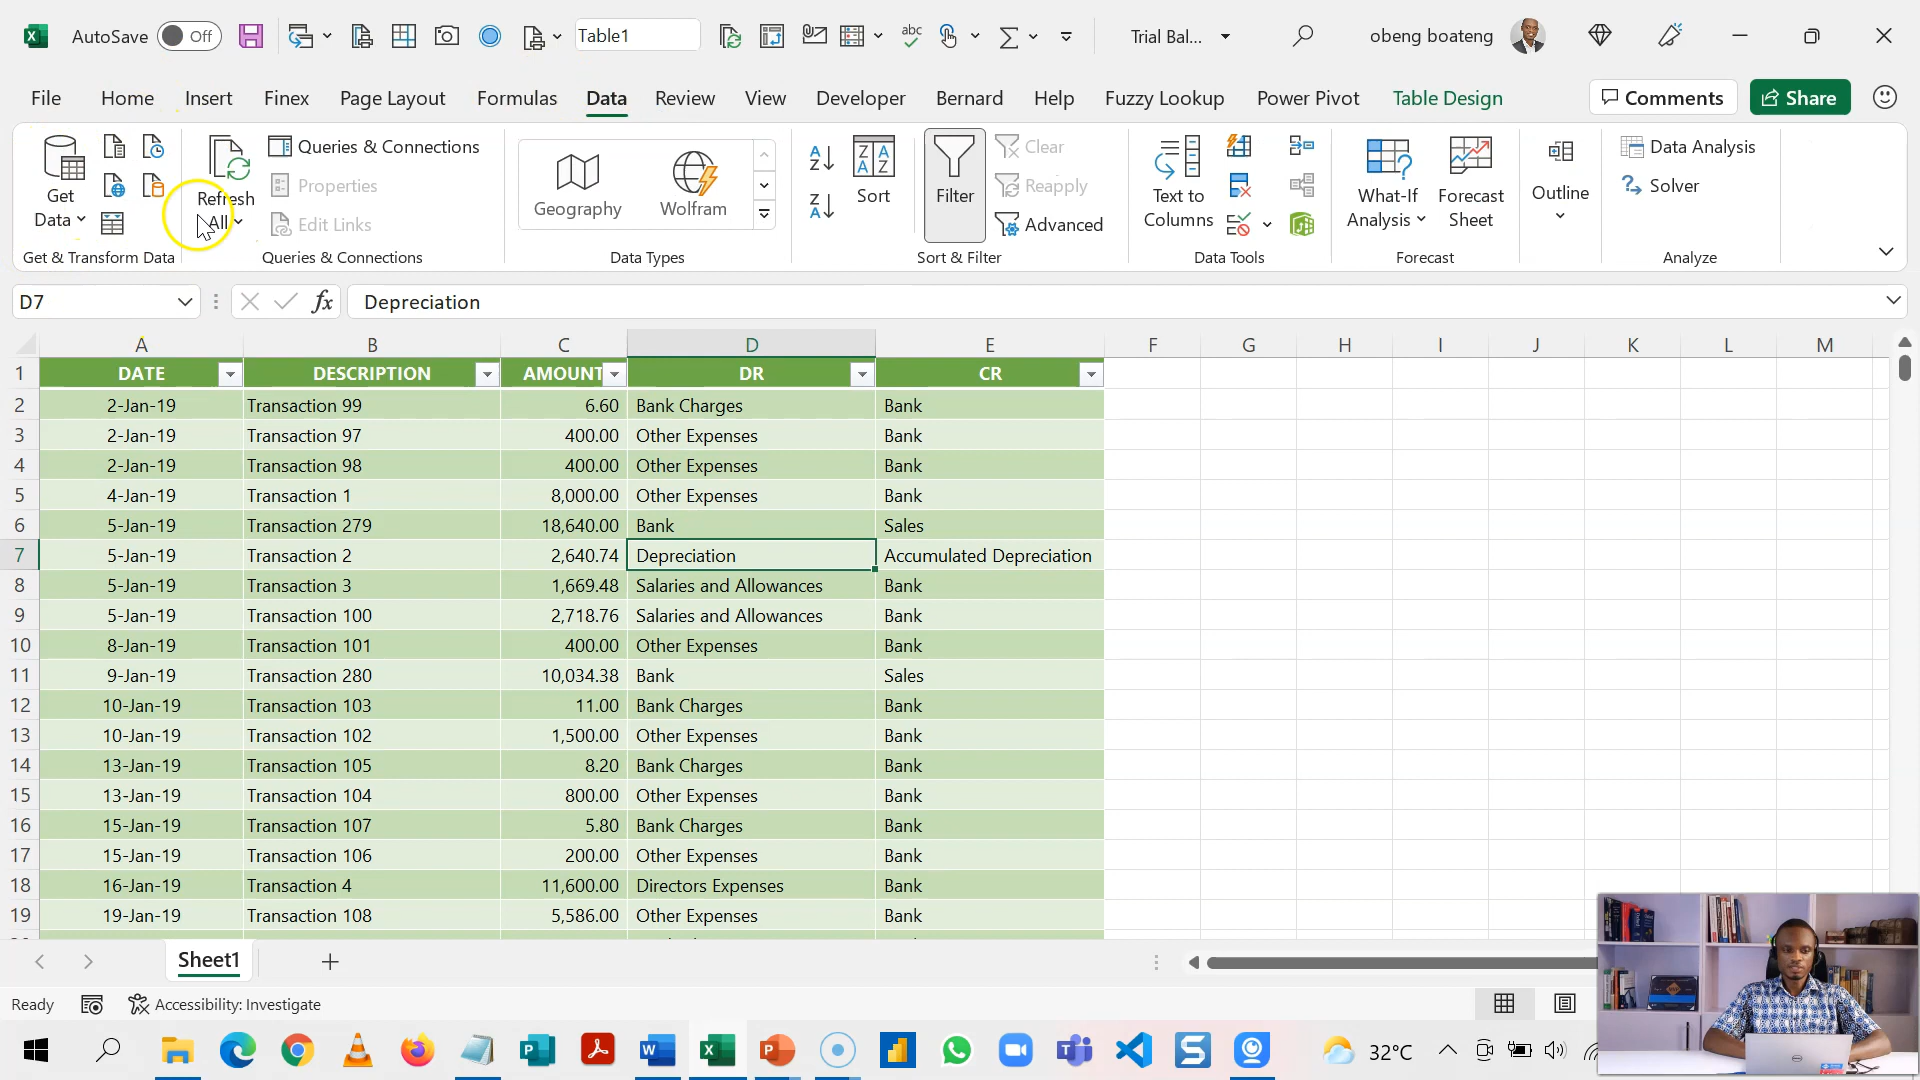 AutoSave Off Table1 abc Trial Bal... obeng boateng
File Home Insert Finex Page Layout Formulas Data Review View Developer Bernard Help Fuzzy Lookup Power Pivot Table Design Comments Share
Get Data
Refresh All
Queries & Connections
Properties
Edit Links
Geography
Wolfram
Sort
Filter
Clear
Reapply
Advanced
Text to Columns
What-If Analysis
Forecast Sheet
Outline
Data Analysis
Solver
Get & Transform Data Queries & Connections Data Types Sort & Filter Data Tools Forecast Analyze
D7 fx Depreciation
A B C D E F G H I J K L M
1 DATE DESCRIPTION AMOUNT DR CR
2 2-Jan-19 Transaction 99 6.60 Bank Charges Bank
3 2-Jan-19 Transaction 97 400.00 Other Expenses Bank
4 2-Jan-19 Transaction 98 400.00 Other Expenses Bank
5 4-Jan-19 Transaction 1 8,000.00 Other Expenses Bank
6 5-Jan-19 Transaction 279 18,640.00 Bank Sales
7 5-Jan-19 Transaction 2 2,640.74 Depreciation Accumulated Depreciation
8 5-Jan-19 Transaction 3 1,669.48 Salaries and Allowances Bank
9 5-Jan-19 Transaction 100 2,718.76 Salaries and Allowances Bank
10 8-Jan-19 Transaction 101 400.00 Other Expenses Bank
11 9-Jan-19 Transaction 280 10,034.38 Bank Sales
12 10-Jan-19 Transaction 103 11.00 Bank Charges Bank
13 10-Jan-19 Transaction 102 1,500.00 Other Expenses Bank
14 13-Jan-19 Transaction 105 8.20 Bank Charges Bank
15 13-Jan-19 Transaction 104 800.00 Other Expenses Bank
16 15-Jan-19 Transaction 107 5.80 Bank Charges Bank
17 15-Jan-19 Transaction 106 200.00 Other Expenses Bank
18 16-Jan-19 Transaction 4 11,600.00 Directors Expenses Bank
19 19-Jan-19 Transaction 108 5,586.00 Other Expenses Bank
Sheet1
Ready Accessibility: Investigate
32°C